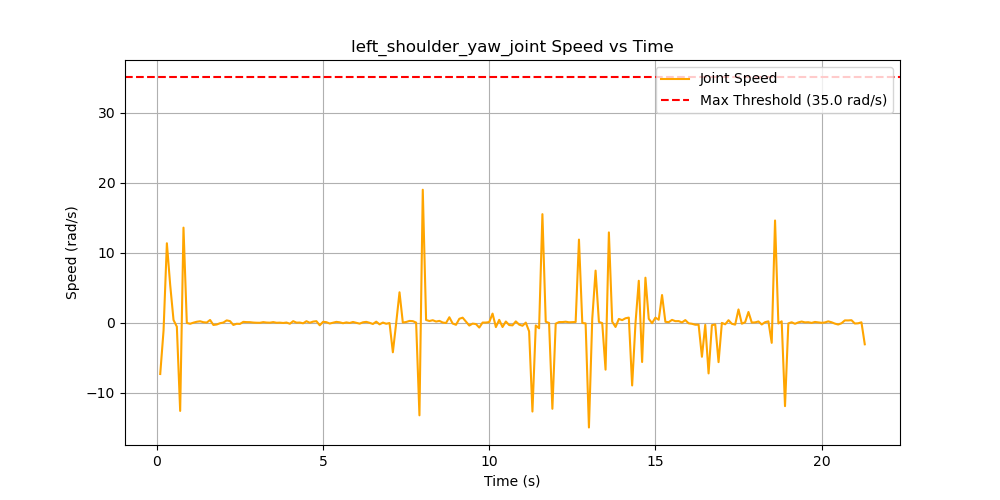 left_shoulder_yaw_joint Speed vs Time
Joint Speed
Max Threshold (35.0 rad/s)
Speed (rad/s)
30
20
10
0
−10
0
5
10
15
20
Time (s)